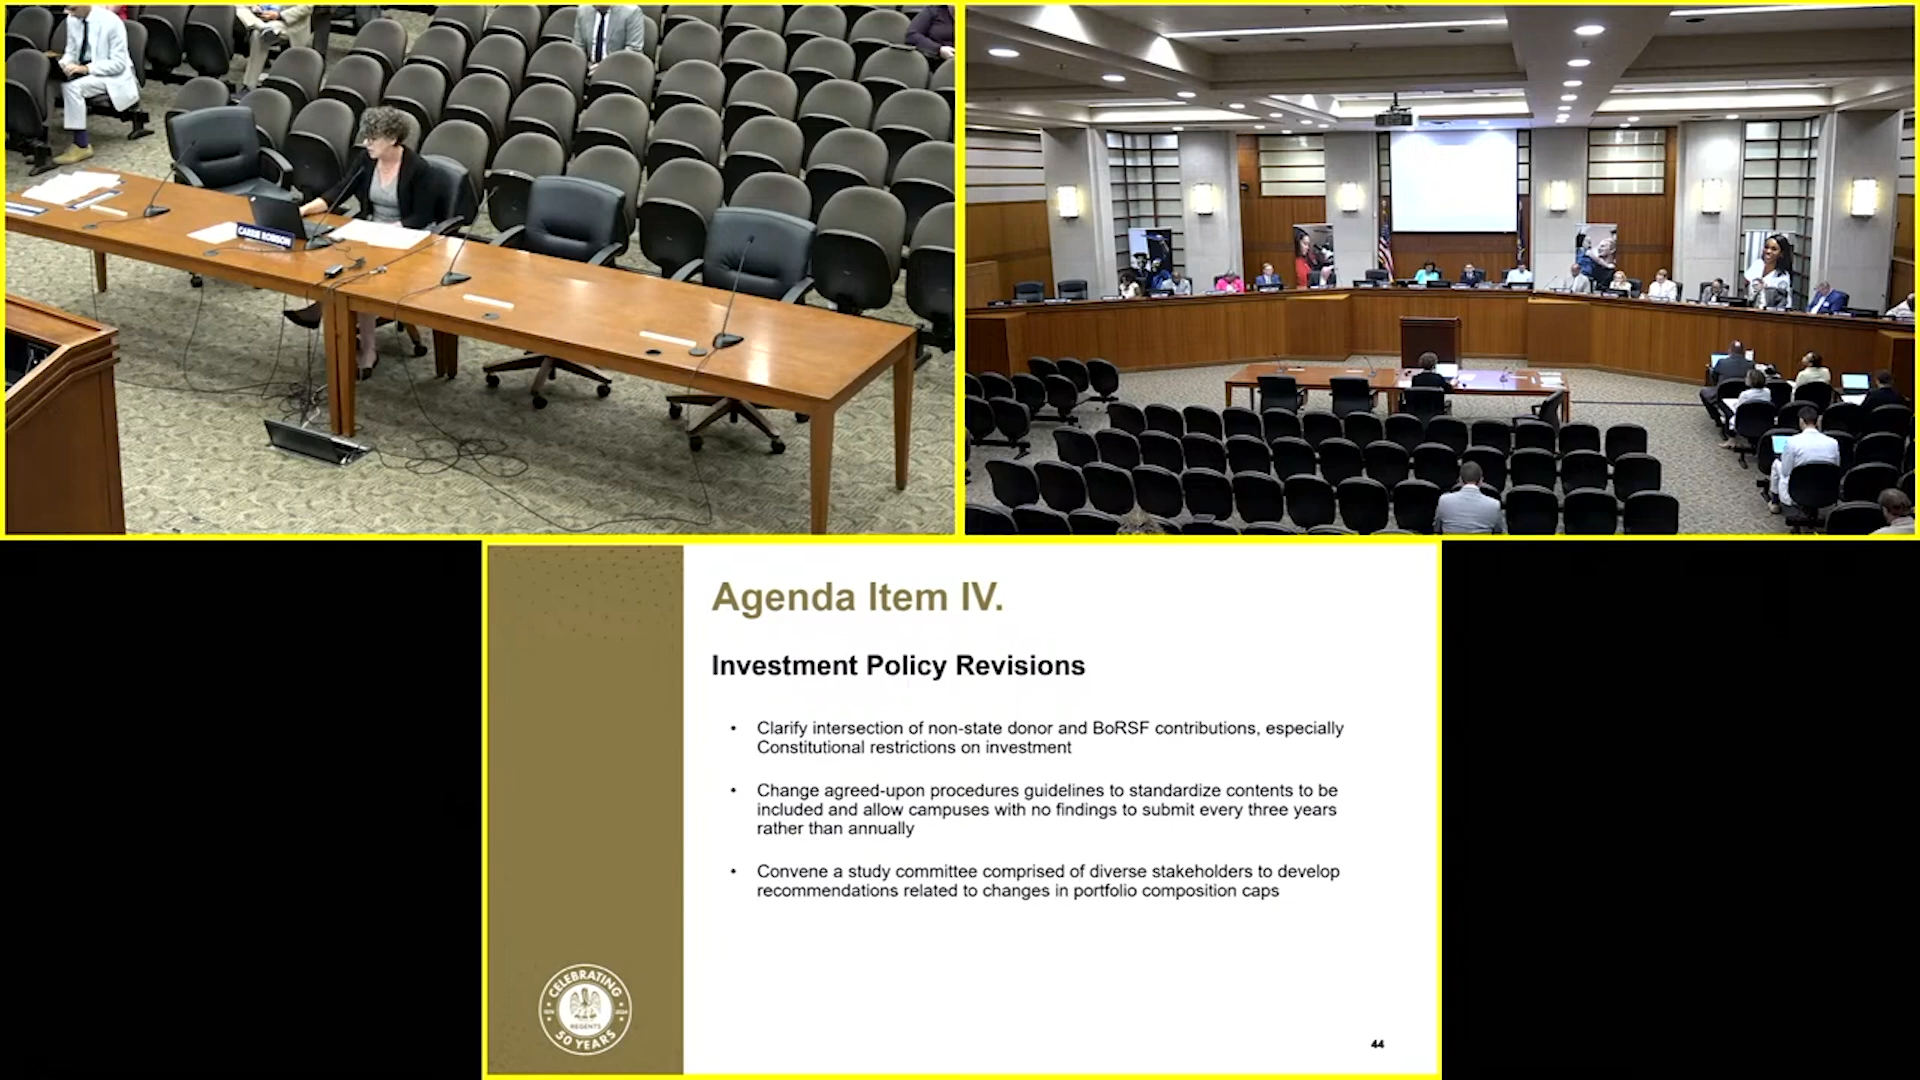 CARRIE ROBISON
Agenda Item IV.
Investment Policy Revisions
• Clarify intersection of non-state donor and BoRSF contributions, especially
Constitutional restrictions on investment
• Change agreed-upon procedures guidelines to standardize contents to be
included and allow campuses with no findings to submit every three years
rather than annually
• Convene a study committee comprised of diverse stakeholders to develop
recommendations related to changes in portfolio composition caps
CELEBRATING
REGENTS
50 YEARS
44